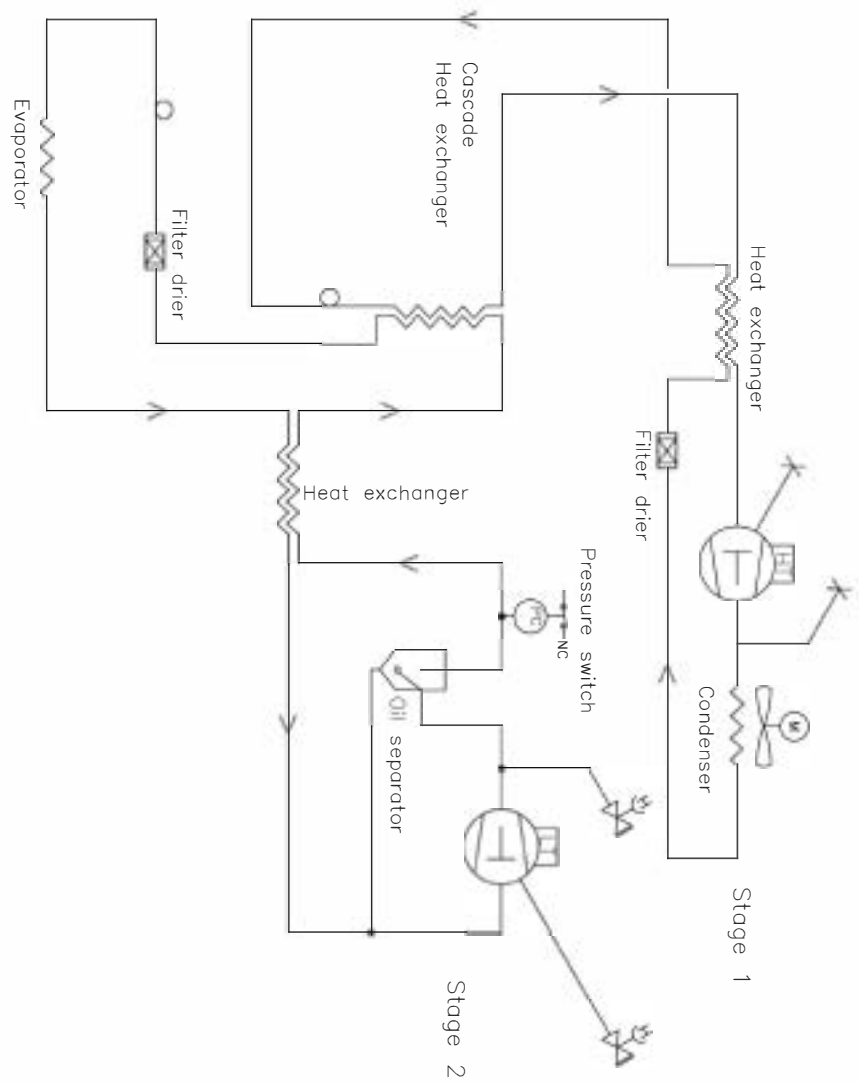 Stage 1
Heat exchanger
Condenser
M
Filter drier
Pressure switch
NC
Cascade
Heat exchanger
Heat exchanger
Oil separator
Filter drier
Evaporator
Stage 2